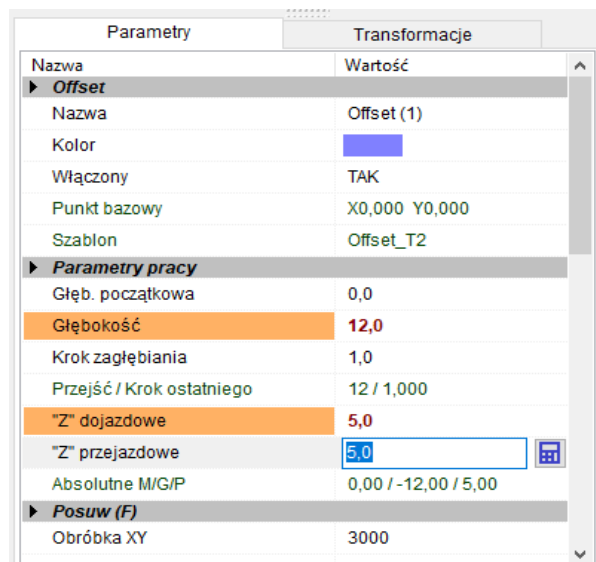 Parametry Transformacje
Nazwa Wartość
Offset
Nazwa Offset (1)
Kolor
Włączony TAK
Punkt bazowy X0,000 Y0,000
Szablon Offset_T2
Parametry pracy
Głęb. początkowa 0,0
Głębokość 12,0
Krok zagłębiania 1,0
Przejść / Krok ostatniego 12 / 1,000
"Z" dojazdowe 5,0
"Z" przejazdowe 5,0
Absolutne M/G/P 0,00 / -12,00 / 5,00
Posuw (F)
Obróbka XY 3000